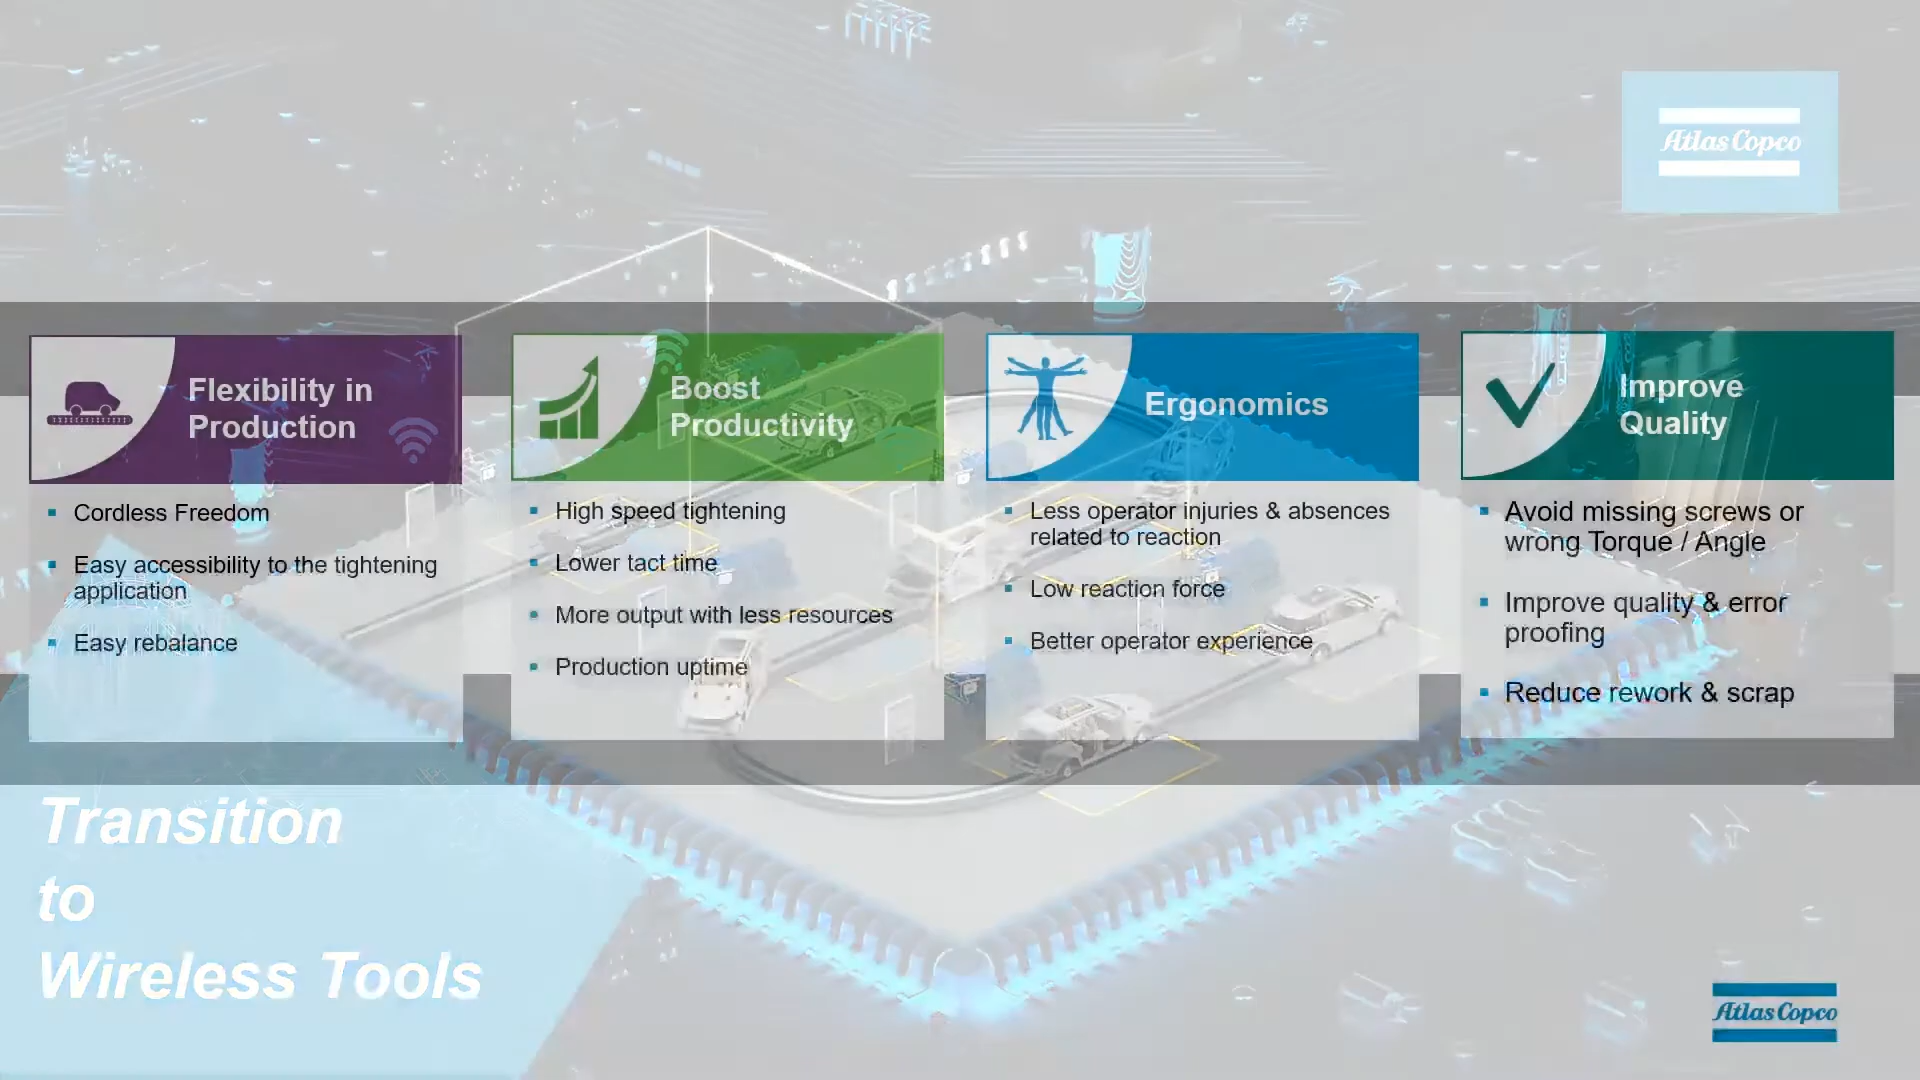 Atlas Copco
Flexibility in
Production
Cordless Freedom
Easy accessibility to the tightening
application
Easy rebalance
Boost
Productivity
High speed tightening
Lower tact time
More output with less resources
Production uptime
Ergonomics
Less operator injuries & absences
related to reaction
Low reaction force
Better operator experience
Improve
Quality
Avoid missing screws or
wrong Torque / Angle
Improve quality & error
proofing
Reduce rework & scrap
Transition
to
Wireless Tools
Atlas Copco